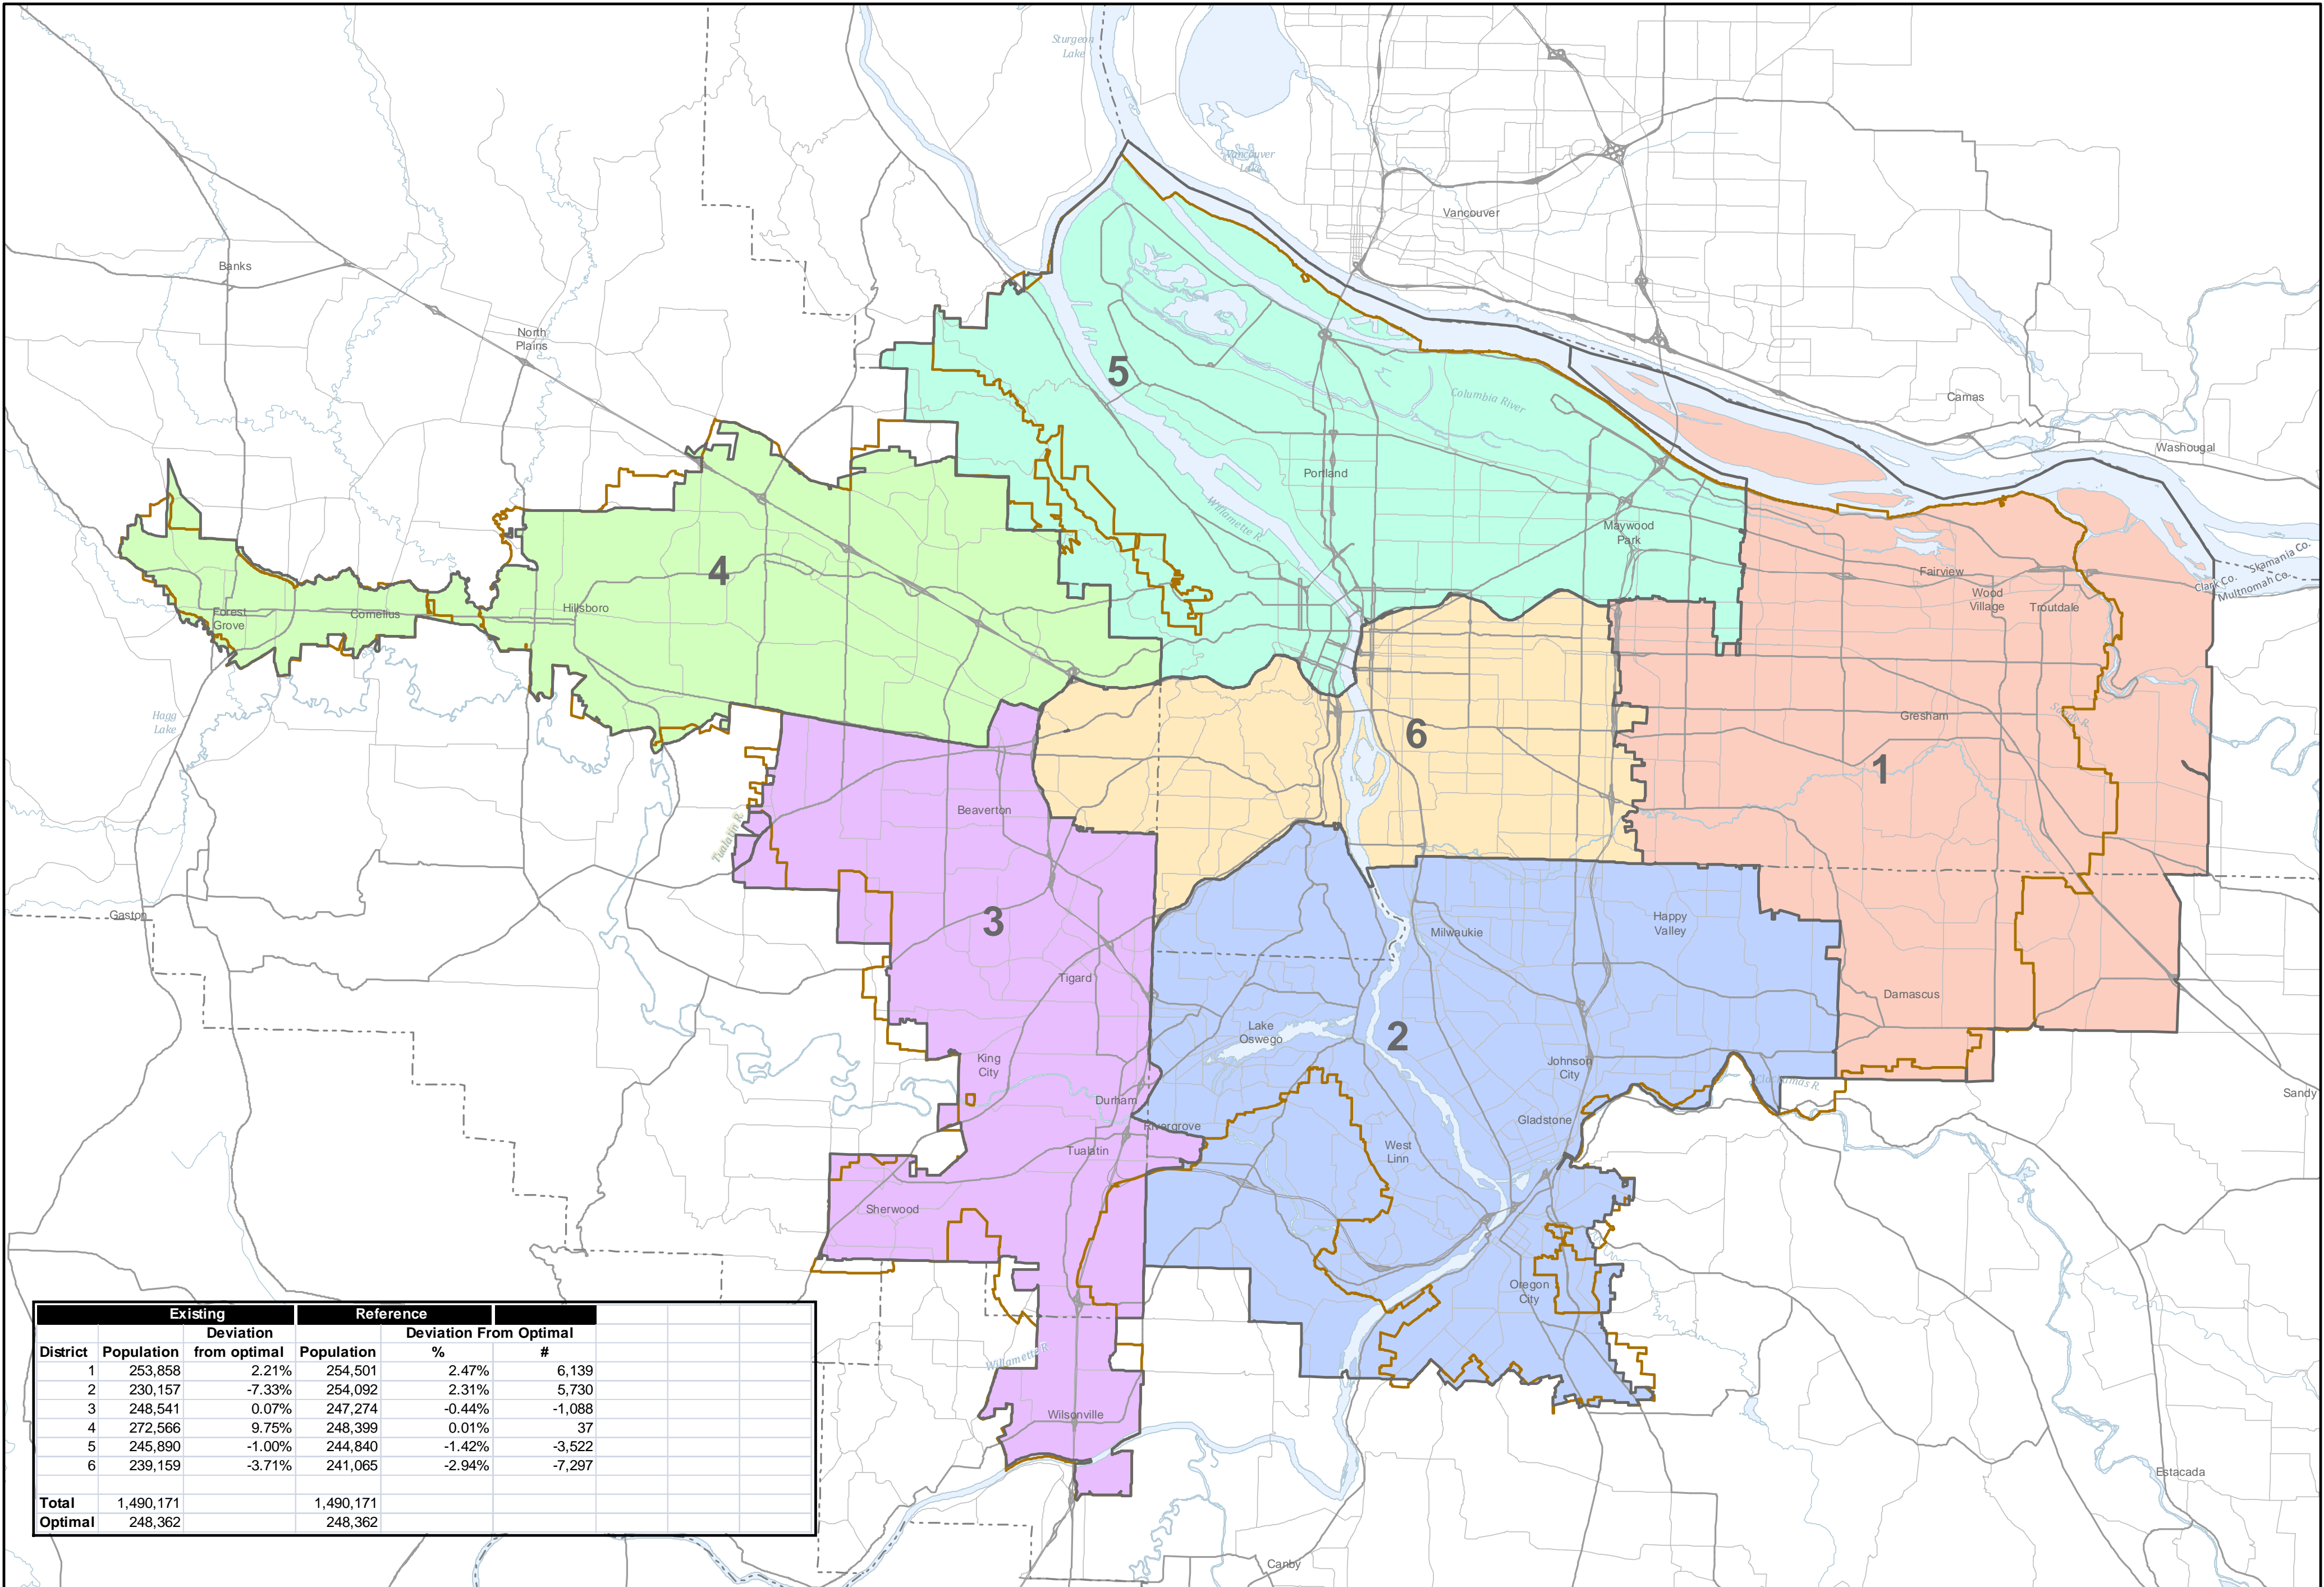 Sturgeon
Lake
Vancouver
Lake
Vancouver
Banks
North
Plains
5
Columbia River
Camas
Washougal
Portland
Willamette R.
Maywood
Park
Skamania Co.
Clark Co.
Multnomah Co.
4
Fairview
Wood
Village
Troutdale
Forest
Grove
Cornelius
Hillsboro
Hagg
Lake
6
Gresham
Sandy R.
1
Beaverton
Tualatin R.
Gaston
3
Happy
Valley
Milwaukie
Tigard
Damascus
Lake
Oswego
2
King
City
Johnson
City
Clackamas R.
Sandy
Durham
Rivergrove
Gladstone
Tualatin
West
Linn
Sherwood
Oregon
City
Willamette R.
Wilsonville
Estacada
Canby
Existing Reference
Deviation Deviation From Optimal
District Population from optimal Population % #
1 253,858 2.21% 254,501 2.47% 6,139
2 230,157 -7.33% 254,092 2.31% 5,730
3 248,541 0.07% 247,274 -0.44% -1,088
4 272,566 9.75% 248,399 0.01% 37
5 245,890 -1.00% 244,840 -1.42% -3,522
6 239,159 -3.71% 241,065 -2.94% -7,297
Total 1,490,171 1,490,171
Optimal 248,362 248,362